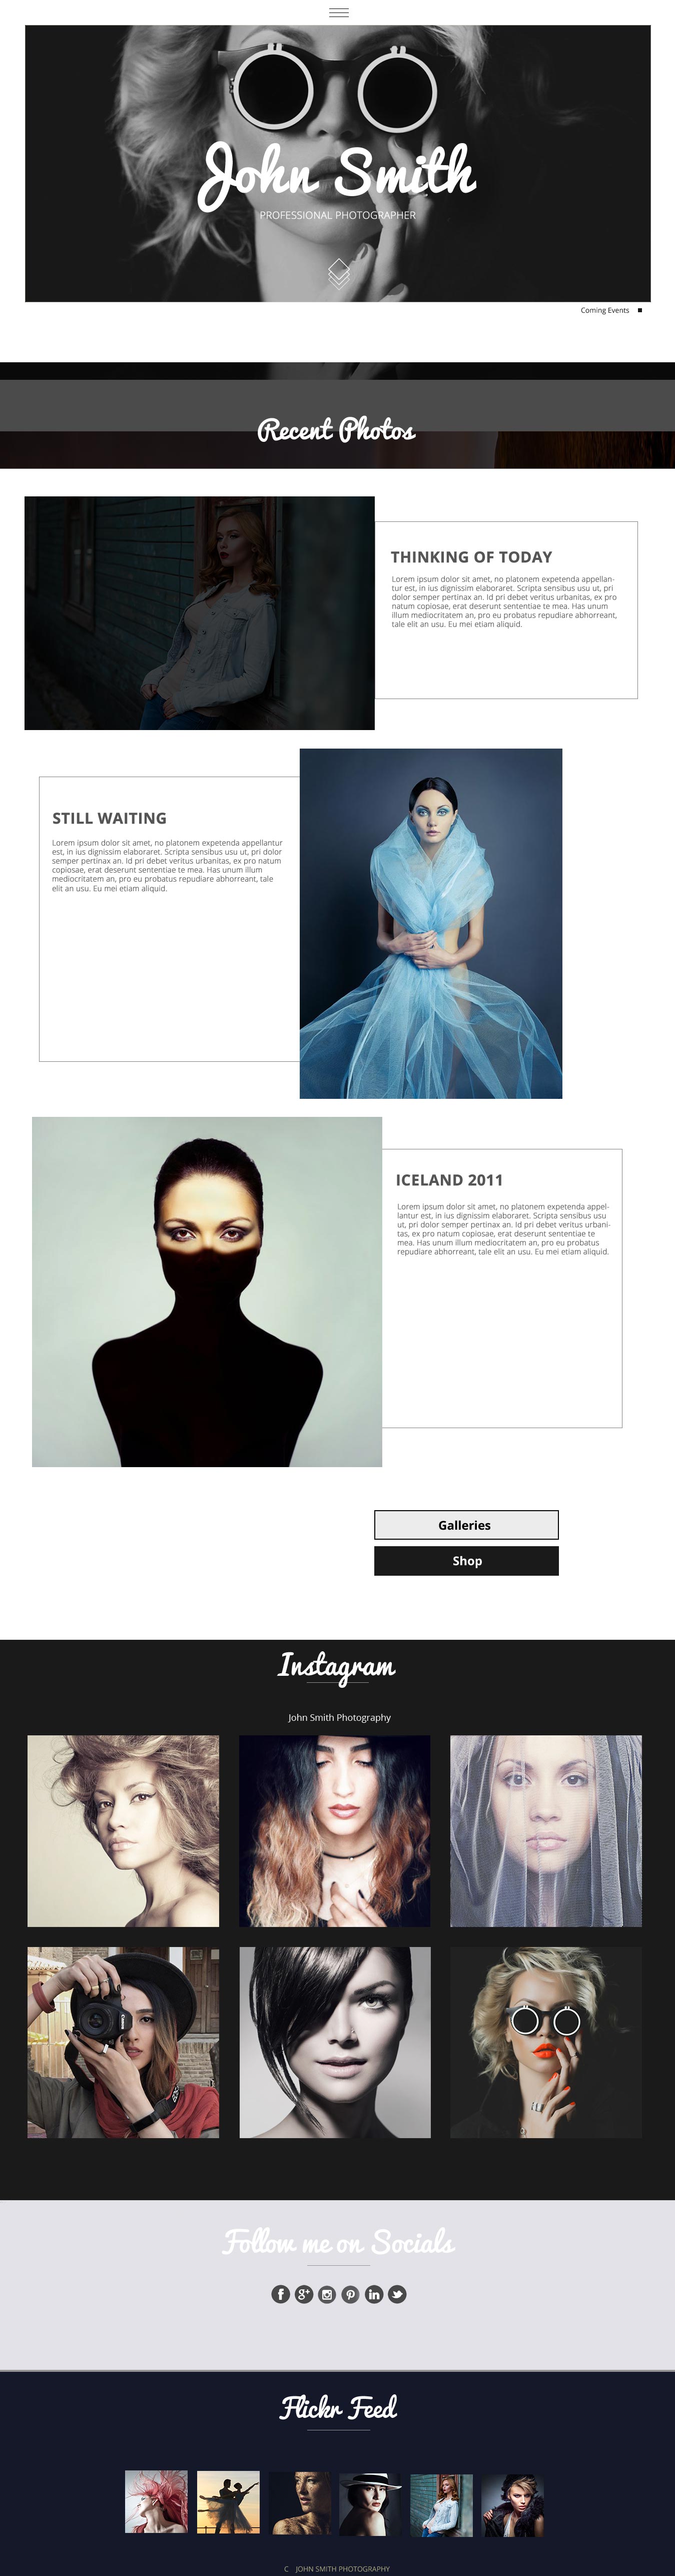 John Smith
PROFESSIONAL PHOTOGRAPHER
Coming Events
Recent Photos
THINKING OF TODAY
Lorem ipsum dolor sit amet, no platonem expetenda appellan-
tur est, in ius dignissim elaboraret. Scripta sensibus usu ut, pri
dolor semper pertinax an. Id pri debet veritus urbanitas, ex pro
natum copiosae, erat deserunt sententiae te mea. Has unum
illum mediocritatem an, pro eu probatus repudiare abhorreant,
tale elit an usu. Eu mei etiam aliquid.
STILL WAITING
Lorem ipsum dolor sit amet, no platonem expetenda appellantur
est, in ius dignissim elaboraret. Scripta sensibus usu ut, pri dolor
semper pertinax an. Id pri debet veritus urbanitas, ex pro natum
copiosae, erat deserunt sententiae te mea. Has unum illum
mediocritatem an, pro eu probatus repudiare abhorreant, tale
elit an usu. Eu mei etiam aliquid.
ICELAND 2011
Lorem ipsum dolor sit amet, no platonem expetenda appel-
lantur est, in ius dignissim elaboraret. Scripta sensibus usu
ut, pri dolor semper pertinax an. Id pri debet veritus urbani-
tas, ex pro natum copiosae, erat deserunt sententiae te
mea. Has unum illum mediocritatem an, pro eu probatus
repudiare abhorreant, tale elit an usu. Eu mei etiam aliquid.
Galleries
Shop
Instagram
John Smith Photography
Canon
Follow me on Socials
Flickr Feed
C JOHN SMITH PHOTOGRAPHY